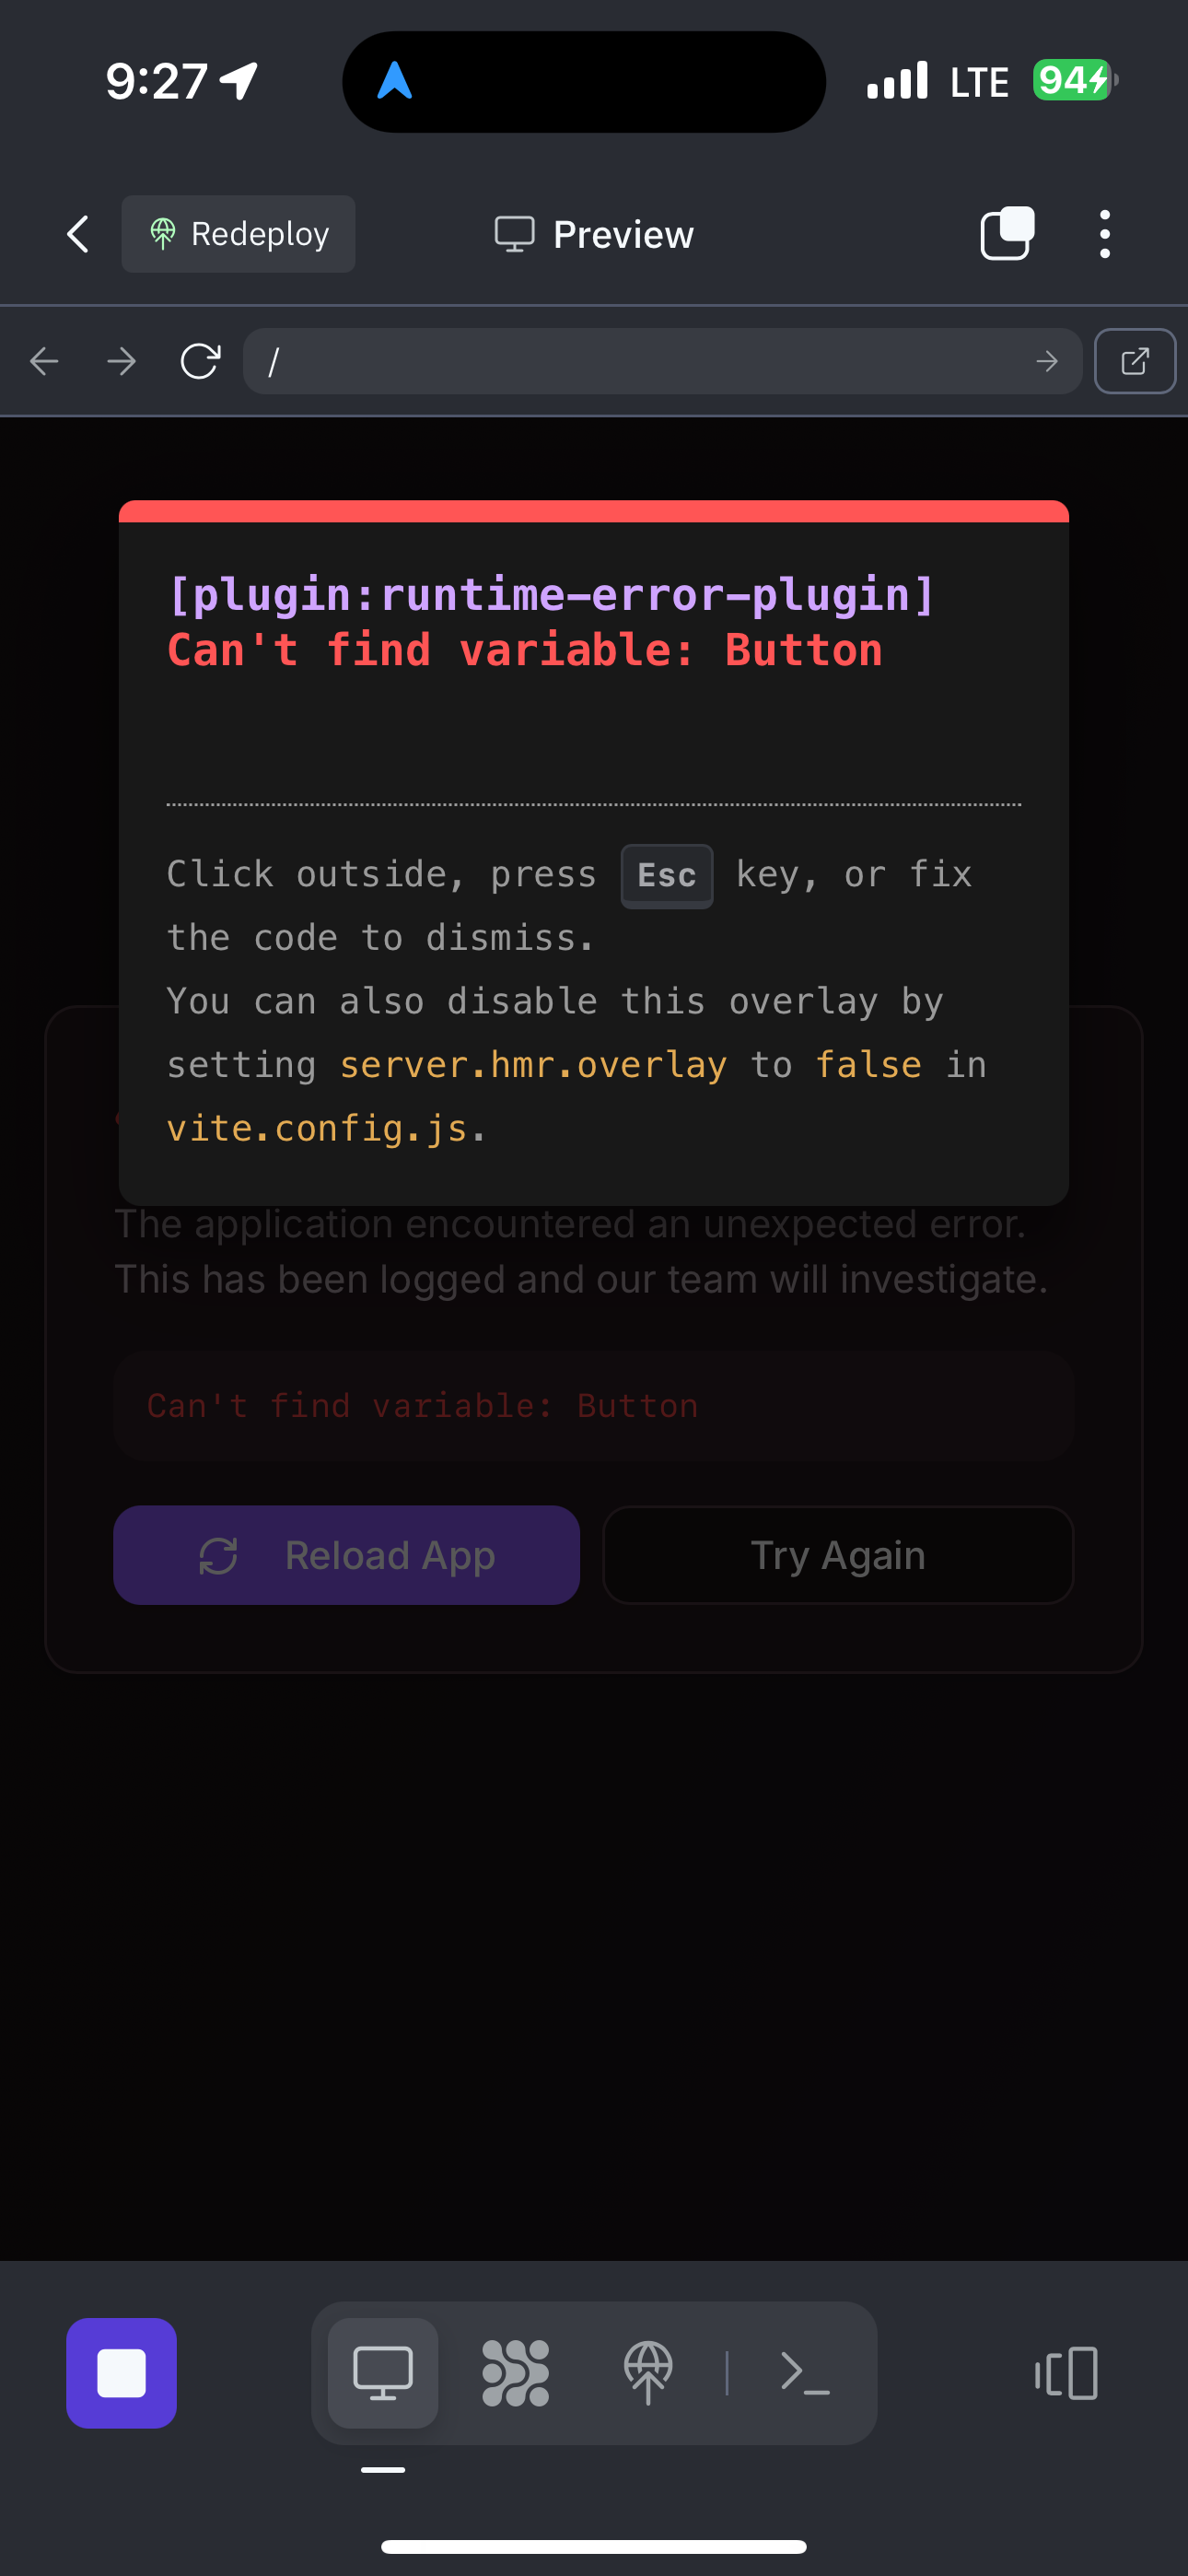 9:27
LTE
94
Redeploy
Preview
/
[plugin:runtime-error-plugin]
Can't find variable: Button
Click outside, press Esc key, or fix
the code to dismiss.
You can also disable this overlay by
setting server.hmr.overlay to false in
vite.config.js.
The application encountered an unexpected error.
This has been logged and our team will investigate.
Can't find variable: Button
Reload App
Try Again